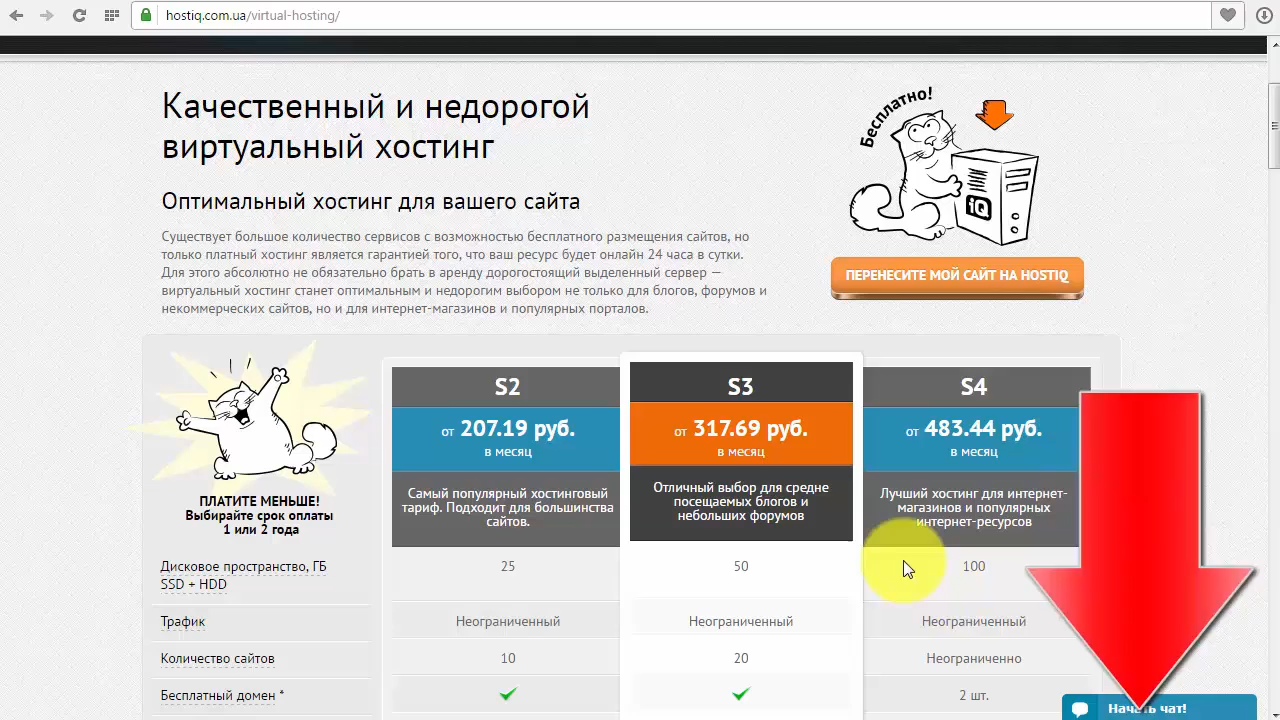 hostiq.com.ua/virtual-hosting/
Качественный и недорогой
виртуальный хостинг
Бесплатно!
iQ
Оптимальный хостинг для вашего сайта
Существует большое количество сервисов с возможностью бесплатного размещения сайтов, но
только платный хостинг является гарантией того, что ваш ресурс будет онлайн 24 часа в сутки.
Для этого абсолютно не обязательно брать в аренду дорогостоящий выделенный сервер —
виртуальный хостинг станет оптимальным и недорогим выбором не только для блогов, форумов и
некоммерческих сайтов, но и для интернет-магазинов и популярных порталов.
ПЕРЕНЕСИТЕ МОЙ САЙТ НА HOSTIQ
ПЛАТИТЕ МЕНЬШЕ!
Выбирайте срок оплаты
1 или 2 года
S2 S3 S4
от 207.19 руб. от 317.69 руб. от 483.44 руб.
в месяц в месяц в месяц
Самый популярный хостинговый
тариф. Подходит для большинства
сайтов.
Отличный выбор для средне
посещаемых блогов и
небольших форумов
Лучший хостинг для интернет-
магазинов и популярных
интернет-ресурсов
Дисковое пространство, ГБ
SSD + HDD
25 50 100
Трафик Неограниченный Неограниченный Неограниченный
Количество сайтов 10 20 Неограниченно
Бесплатный домен * 2 шт.
Начать чат!